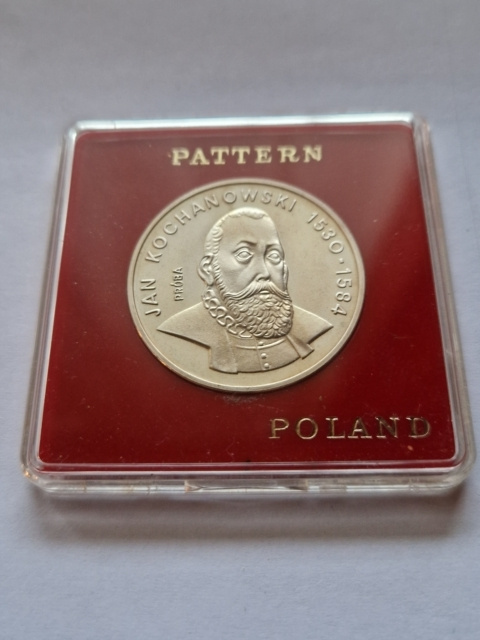 PATTERN
JAN KOCHANOWSKI 1530·1584
PRÓBA
POLAND